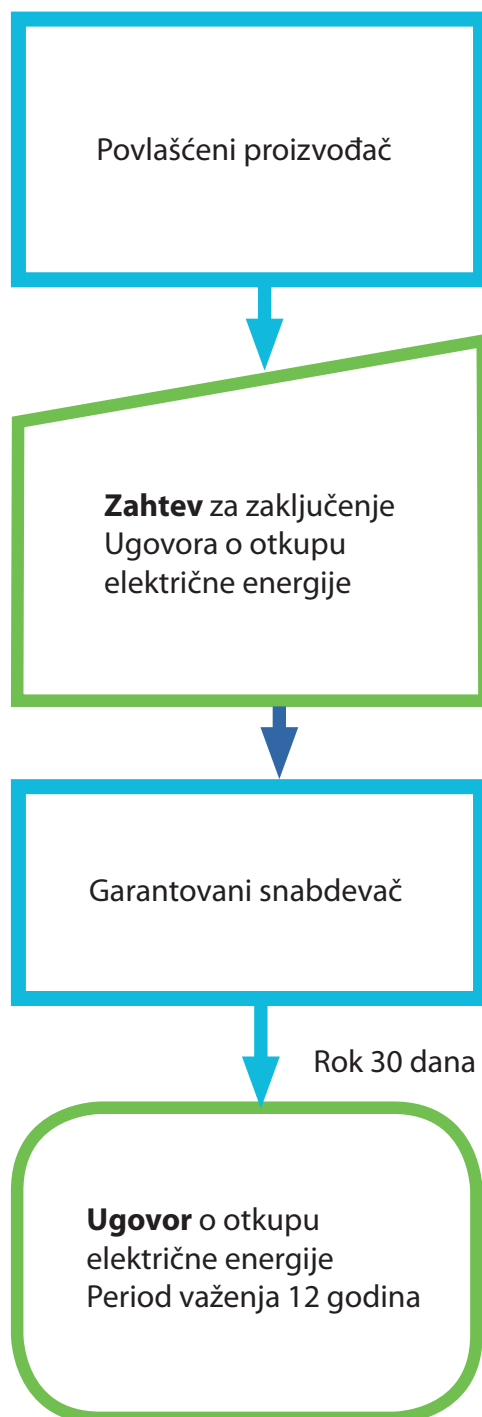 Povlašćeni proizvođač
Zahtev za zaključenje
Ugovora o otkupu
električne energije
Garantovani snabdevač
Rok 30 dana
Ugovor o otkupu
električne energije
Period važenja 12 godina